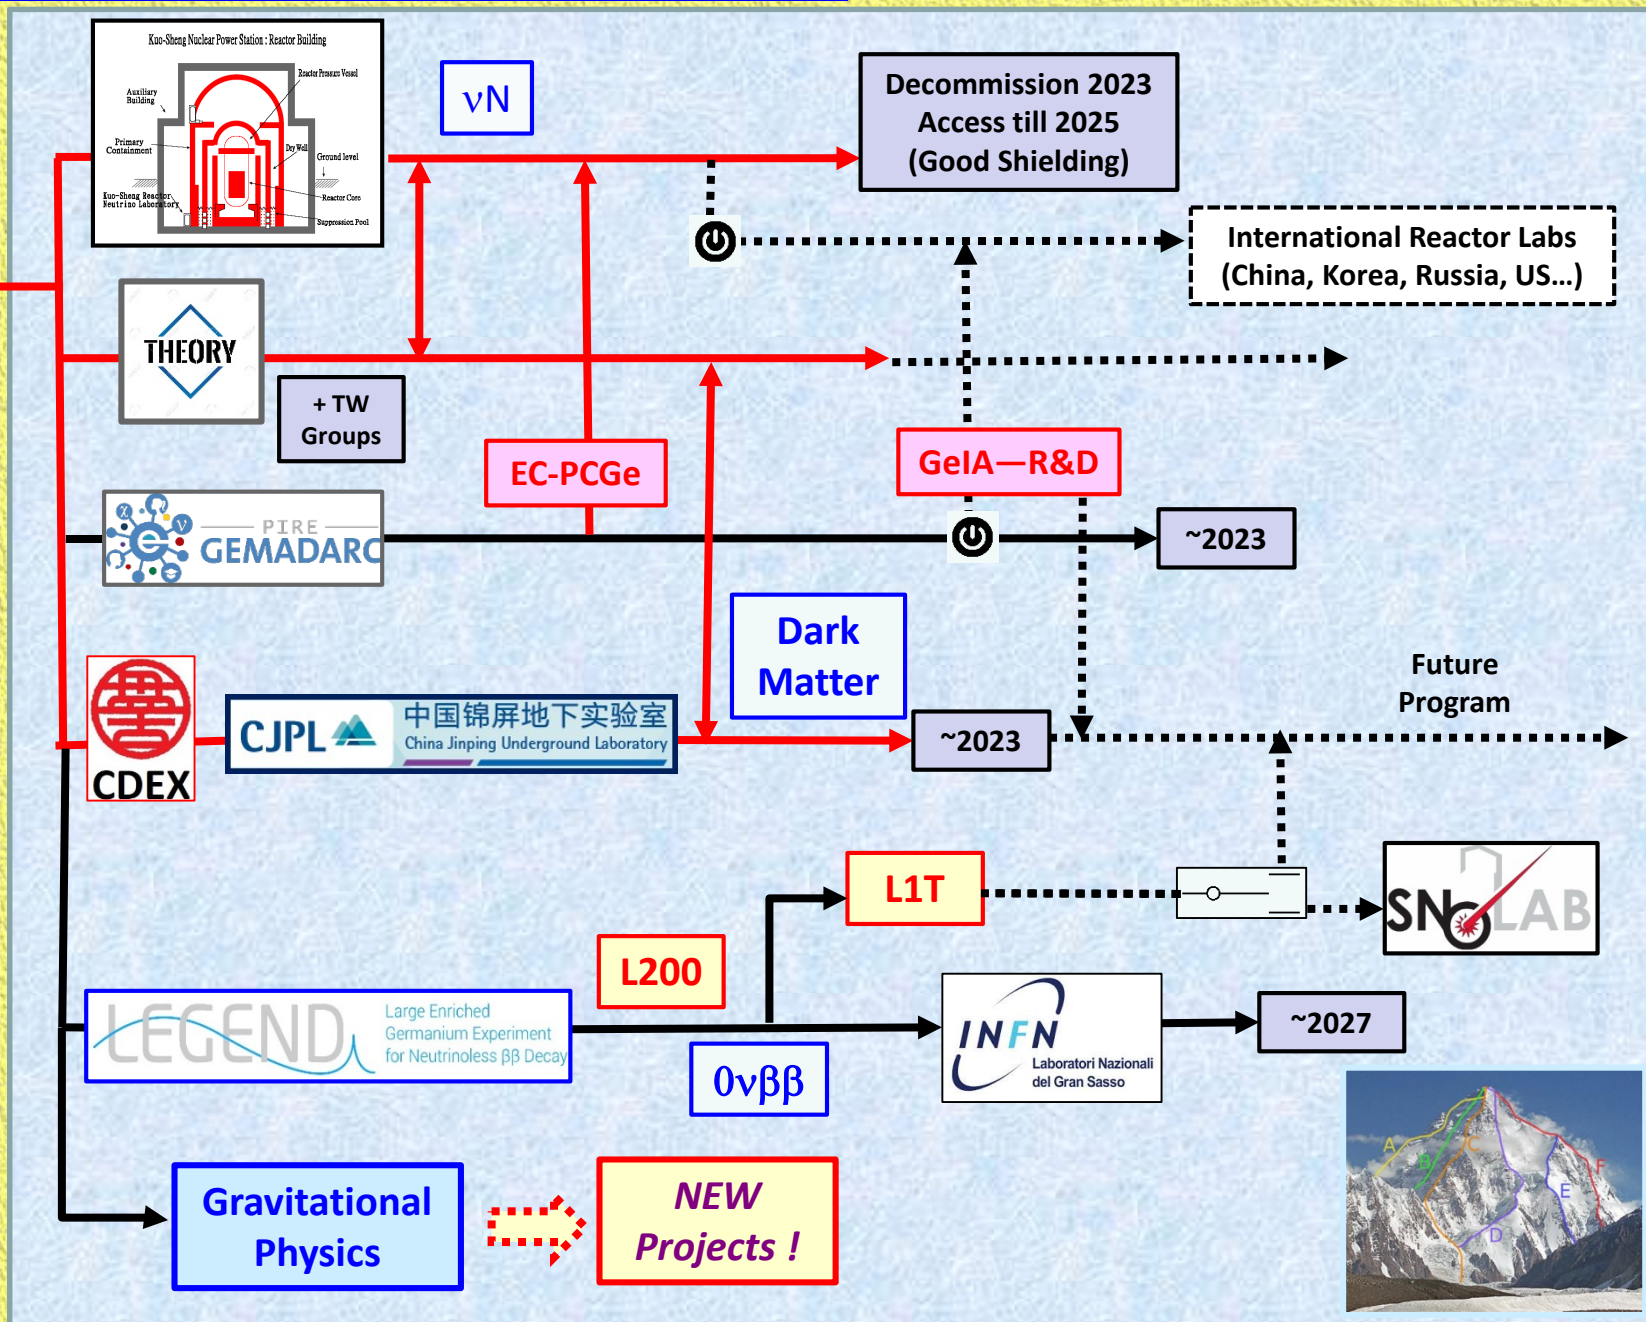 Kuo-Sheng Nuclear Power Station : Reactor Building
Reactor Pressure Vessel
Auxiliary
Building
Primary
Containment
Dry Well
Ground level
Kuo-Sheng Reactor
Neutrino Laboratory
Reactor Core
Suppression Pool
νN
Decommission 2023
Access till 2025
(Good Shielding)
International Reactor Labs
(China, Korea, Russia, US...)
THEORY
+ TW
Groups
EC-PCGe
GeIA—R&D
PIRE
GEMADARC
χ
ν
e
~2023
Dark
Matter
Future
Program
CDEX
CJPL
中国锦屏地下实验室
China Jinping Underground Laboratory
~2023
L1T
SNOLAB
L200
LEGEND
Large Enriched
Germanium Experiment
for Neutrinoless ββ Decay
0νββ
INFN
Laboratori Nazionali
del Gran Sasso
~2027
Gravitational
Physics
NEW
Projects !
A
B
C
D
E
F